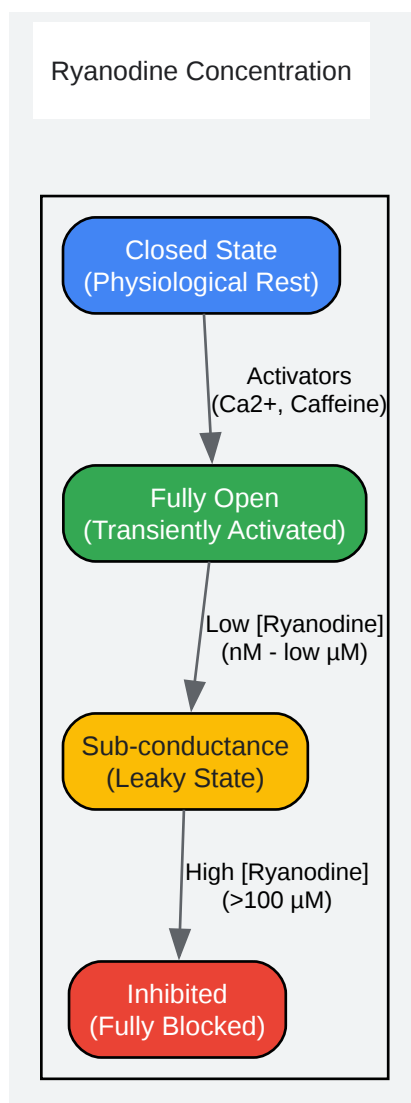 Ryanodine Concentration
Closed State
(Physiological Rest)
Activators
(Ca2+, Caffeine)
Fully Open
(Transiently Activated)
Low [Ryanodine]
(nM - low µM)
Sub-conductance
(Leaky State)
High [Ryanodine]
(>100 µM)
Inhibited
(Fully Blocked)